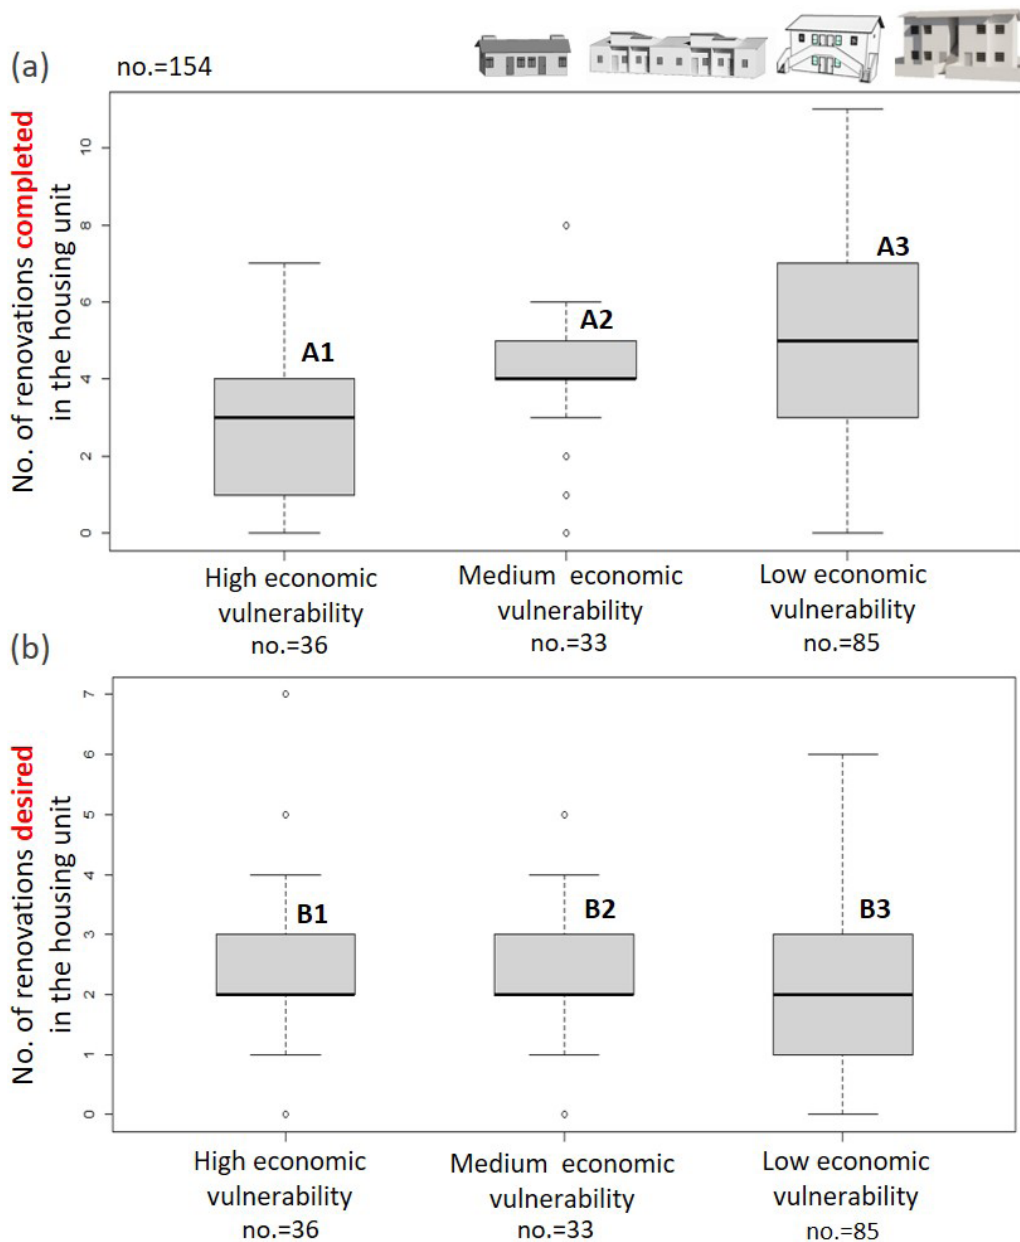 (a)
no.=154
No. of renovations completed
in the housing unit
10
8
6
4
2
0
A1
A2
A3
High economic
vulnerability
no.=36
Medium  economic
vulnerability
no.=33
Low economic
vulnerability
no.=85
(b)
No. of renovations desired
in the housing unit
7
6
5
4
3
2
1
0
B1
B2
B3
High economic
vulnerability
no.=36
Medium  economic
vulnerability
no.=33
Low economic
vulnerability
no.=85